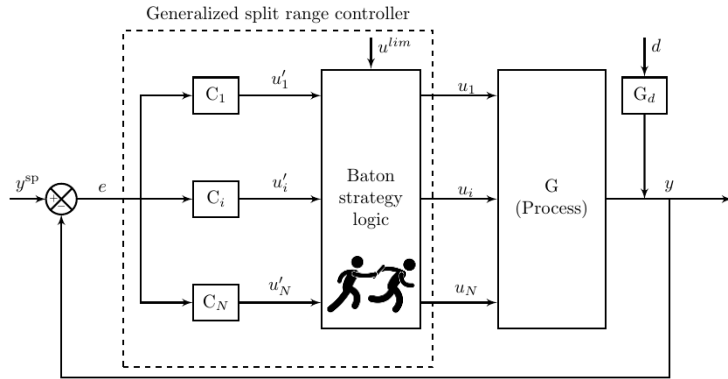 Generalized split range controller
u^{lim}
d
C_1
u'_1
u_1
G_d
y^{sp}
+
−
e
C_i
u'_i
Baton
strategy
logic
u_i
G
(Process)
y
C_N
u'_N
u_N